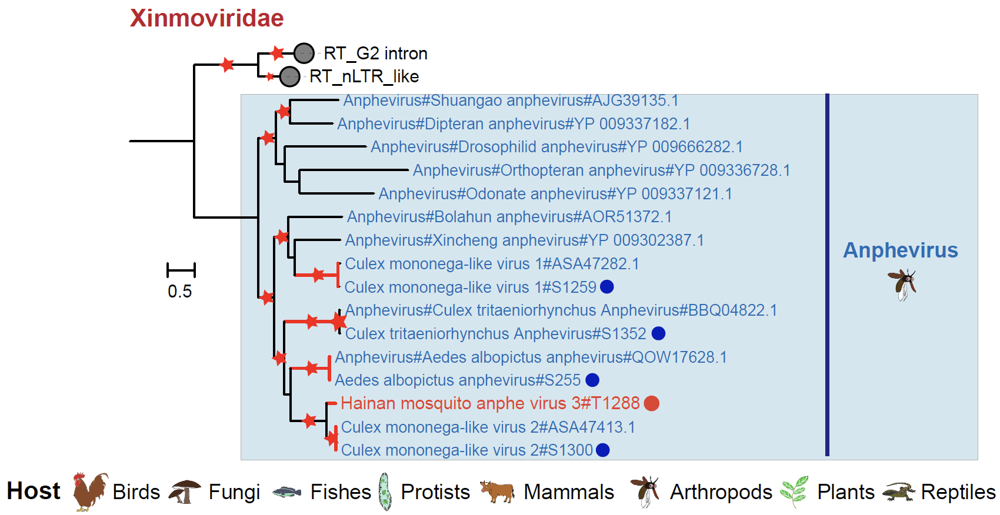 Xinmoviridae
RT_G2 intron
RT_nLTR_like
Anphevirus#Shuangao anphevirus#AJG39135.1
Anphevirus#Dipteran anphevirus#YP 009337182.1
Anphevirus#Drosophilid anphevirus#YP 009666282.1
Anphevirus#Orthopteran anphevirus#YP 009336728.1
Anphevirus#Odonate anphevirus#YP 009337121.1
Anphevirus#Bolahun anphevirus#AOR51372.1
Anphevirus#Xincheng anphevirus#YP 009302387.1
Anphevirus
Culex mononega-like virus 1#ASA47282.1
Culex mononega-like virus 1#S1259
0.5
Anphevirus#Culex tritaeniorhynchus Anphevirus#BBQ04822.1
Culex tritaeniorhynchus Anphevirus#S1352
Anphevirus#Aedes albopictus anphevirus#QOW17628.1
Aedes albopictus anphevirus#S255
Hainan mosquito anphe virus 3#T1288
Culex mononega-like virus 2#ASA47413.1
Culex mononega-like virus 2#S1300
Host Birds Fungi Fishes Protists Mammals Arthropods Plants Reptiles